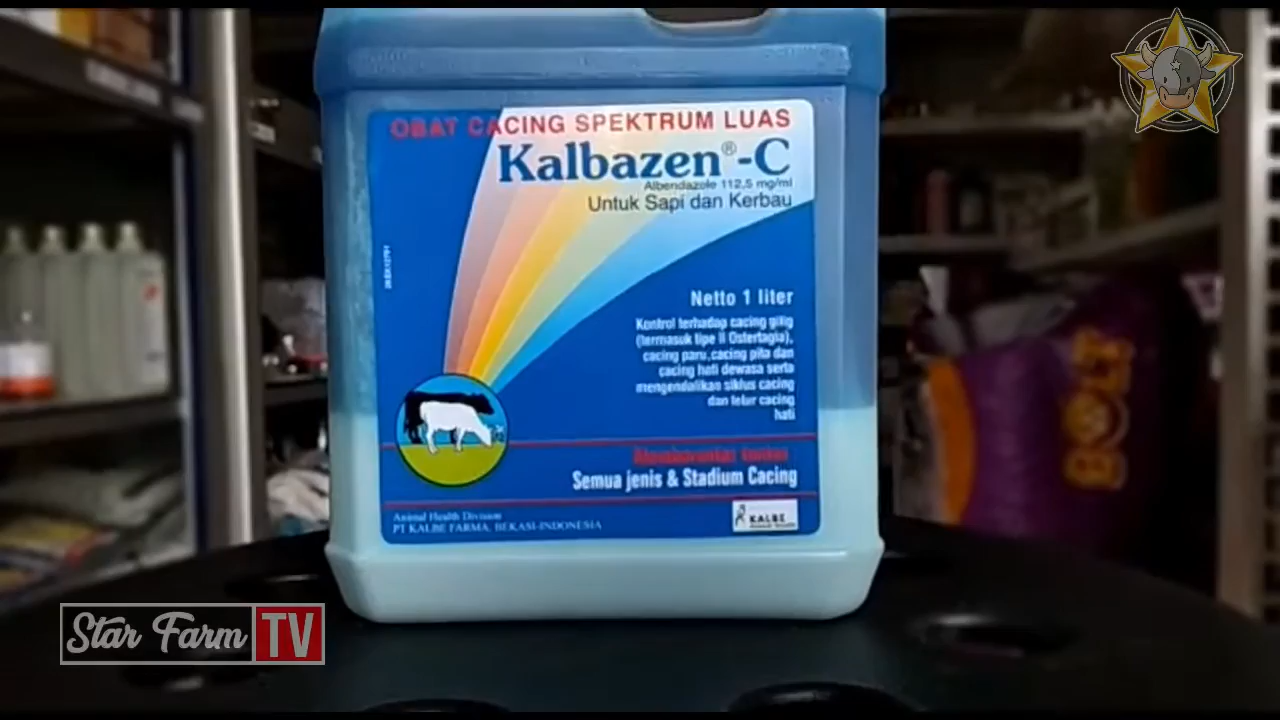 OBAT CACING SPEKTRUM LUAS
Kalbazen®-C
Albendazole 112,5 mg/ml
Untuk Sapi dan Kerbau
Netto 1 liter
Kontrol terhadap cacing gilig
(termasuk tipe II Ostertagia),
cacing paru,cacing pita dan
cacing hati dewasa serta
mengendalikan siklus cacing
dan telur cacing
hati
Semua jenis & Stadium Cacing
Animal Health Division
PT KALBE FARMA, BEKASI-INDONESIA
KALBE
BOLT
Star Farm TV